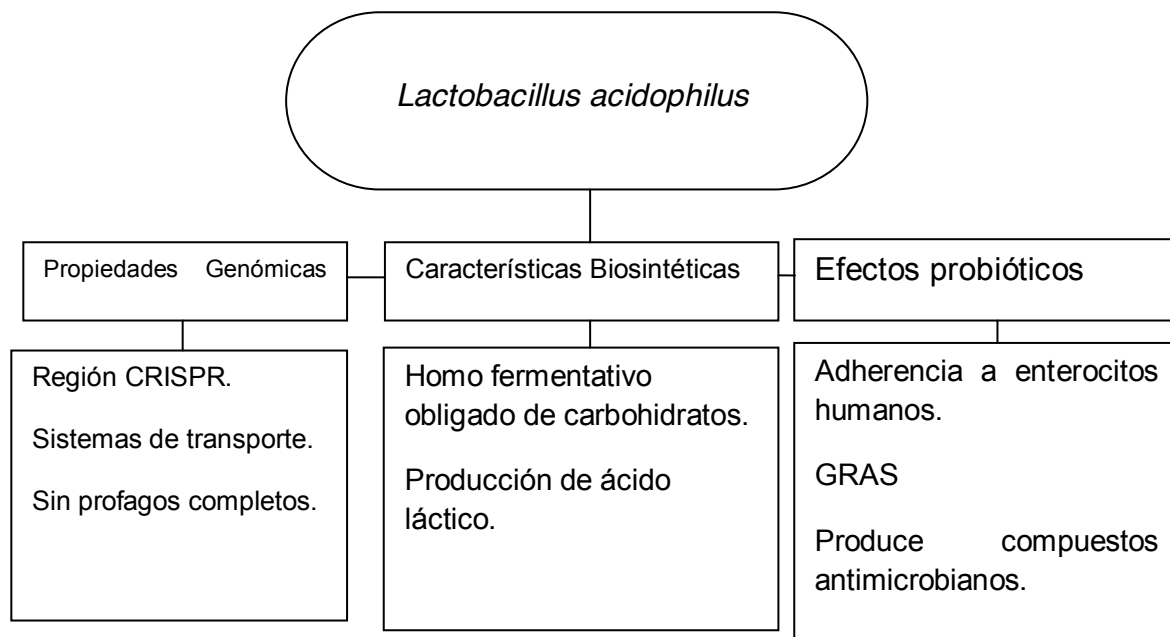 Lactobacillus acidophilus
Propiedades Genómicas
Región CRISPR.
Sistemas de transporte.
Sin profagos completos.
Características Biosintéticas
Homo fermentativo
obligado de carbohidratos.
Producción de ácido
láctico.
Efectos probióticos
Adherencia a enterocitos
humanos.
GRAS
Produce compuestos
antimicrobianos.